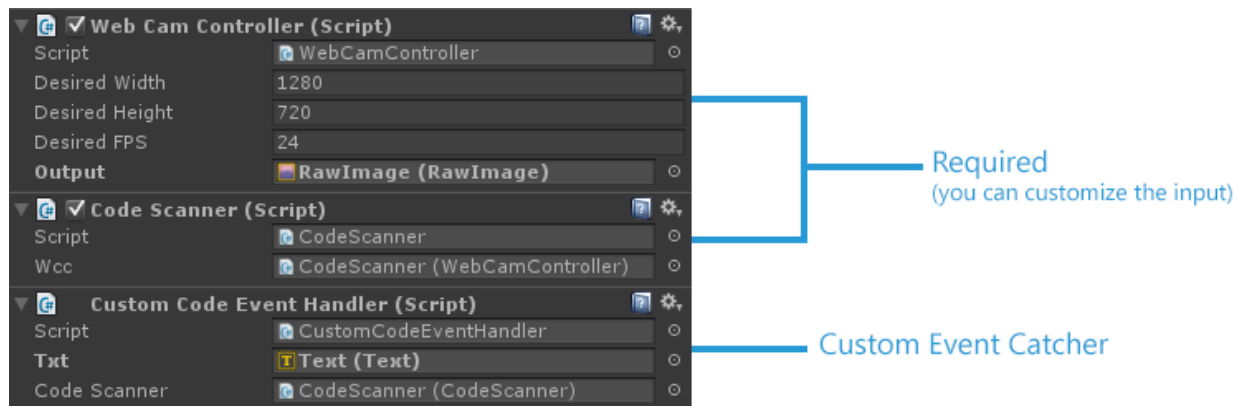 Web Cam Controller (Script)
Script WebCamController
Desired Width 1280
Desired Height 720
Desired FPS 24
Output RawImage (RawImage)
Code Scanner (Script)
Script CodeScanner
Wcc CodeScanner (WebCamController)
Custom Code Event Handler (Script)
Script CustomCodeEventHandler
Txt Text (Text)
Code Scanner CodeScanner (CodeScanner)
Required
(you can customize the input)
Custom Event Catcher